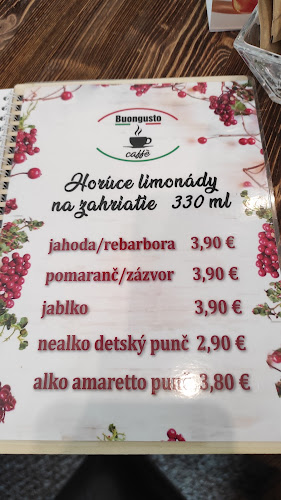 Buongusto
caffè
Horúce limonády
na zahriatie 330 ml
jahoda/rebarbora 3,90 €
pomaranč/zázvor 3,90 €
jablko 3,90 €
nealko detský punč 2,90 €
alko amaretto punč 3,80 €